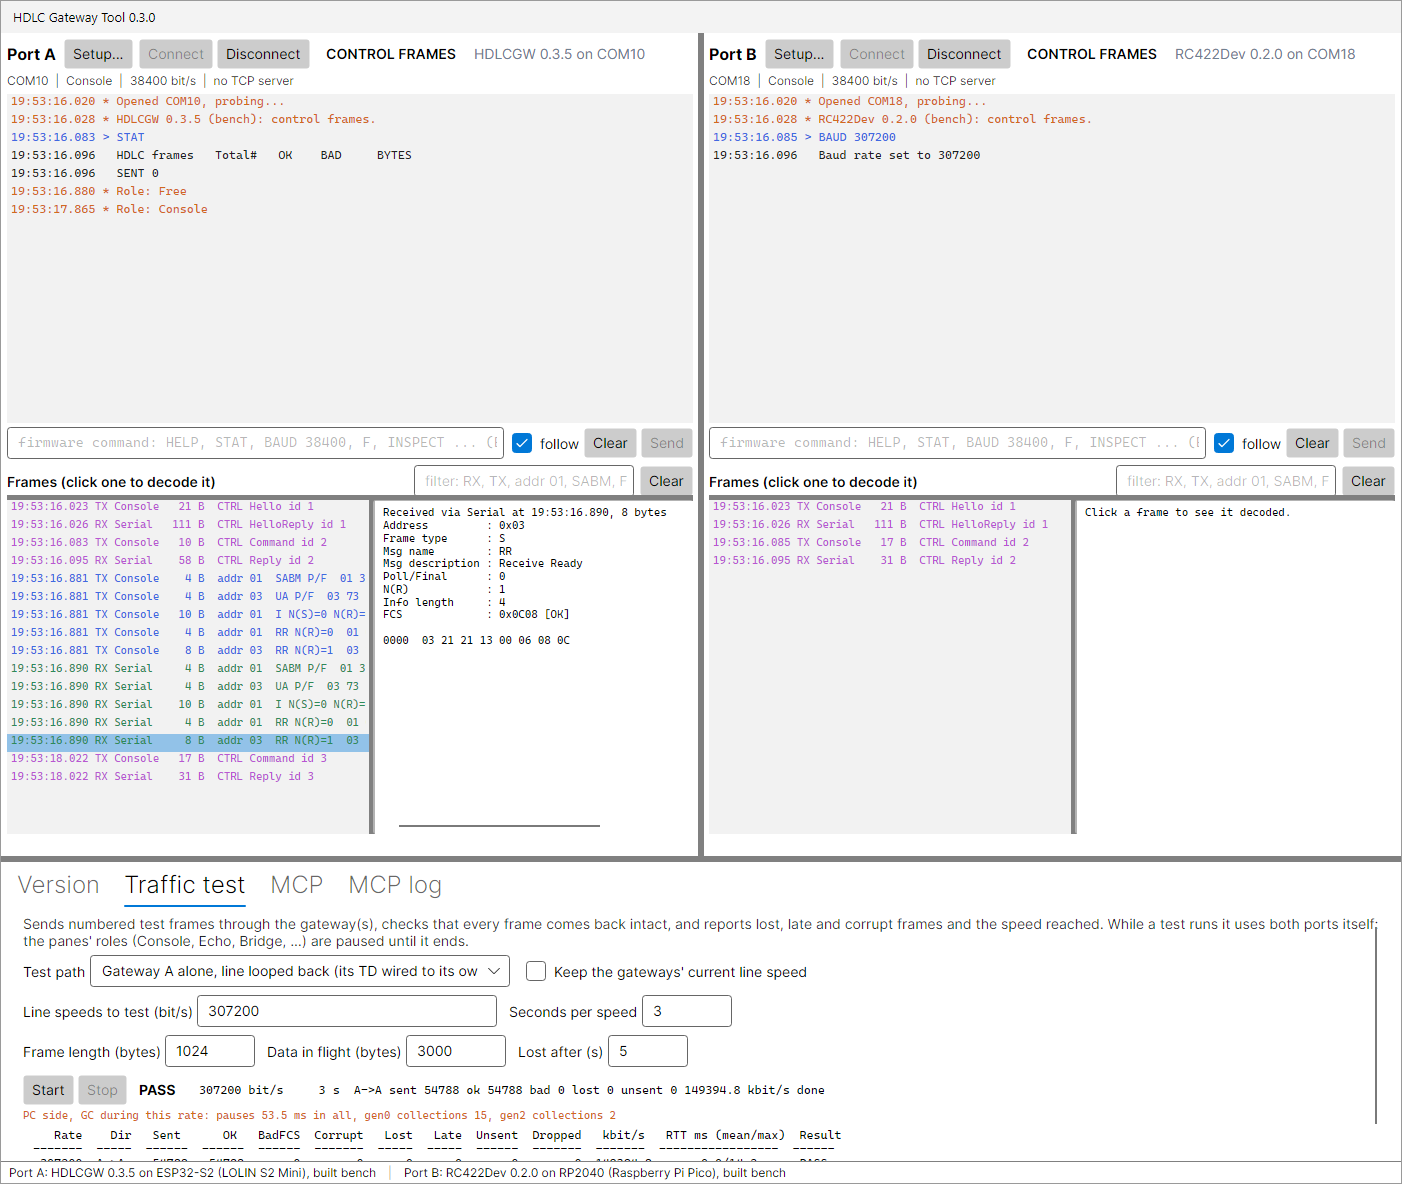 HDLC Gateway Tool 0.3.0
Port A Setup... Connect Disconnect CONTROL FRAMES HDLCGW 0.3.5 on COM10
COM10 | Console | 38400 bit/s | no TCP server
19:53:16.020 * Opened COM10, probing...
19:53:16.028 * HDLCGW 0.3.5 (bench): control frames.
19:53:16.083 > STAT
19:53:16.096 HDLC frames Total# OK BAD BYTES
19:53:16.096 SENT 0
19:53:16.880 * Role: Free
19:53:17.865 * Role: Console
firmware command: HELP, STAT, BAUD 38400, F, INSPECT ... (E
follow Clear Send
Frames (click one to decode it) filter: RX, TX, addr 01, SABM, F Clear
19:53:16.023 TX Console 21 B CTRL Hello id 1
19:53:16.026 RX Serial 111 B CTRL HelloReply id 1
19:53:16.083 TX Console 10 B CTRL Command id 2
19:53:16.095 RX Serial 58 B CTRL Reply id 2
19:53:16.881 TX Console 4 B addr 01 SABM P/F 01 3
19:53:16.881 TX Console 4 B addr 03 UA P/F 03 73
19:53:16.881 TX Console 10 B addr 01 I N(S)=0 N(R)=
19:53:16.881 TX Console 4 B addr 01 RR N(R)=0 01
19:53:16.881 TX Console 8 B addr 03 RR N(R)=1 03
19:53:16.890 RX Serial 4 B addr 01 SABM P/F 01 3
19:53:16.890 RX Serial 4 B addr 03 UA P/F 03 73
19:53:16.890 RX Serial 10 B addr 01 I N(S)=0 N(R)=
19:53:16.890 RX Serial 4 B addr 01 RR N(R)=0 01
19:53:16.890 RX Serial 8 B addr 03 RR N(R)=1 03
19:53:18.022 TX Console 17 B CTRL Command id 3
19:53:18.022 RX Serial 31 B CTRL Reply id 3
Received via Serial at 19:53:16.890, 8 bytes
Address : 0x03
Frame type : S
Msg name : RR
Msg description : Receive Ready
Poll/Final : 0
N(R) : 1
Info length : 4
FCS : 0x0C08 [OK]
0000 03 21 21 13 00 06 08 0C
Port B Setup... Connect Disconnect CONTROL FRAMES RC422Dev 0.2.0 on COM18
COM18 | Console | 38400 bit/s | no TCP server
19:53:16.020 * Opened COM18, probing...
19:53:16.028 * RC422Dev 0.2.0 (bench): control frames.
19:53:16.085 > BAUD 307200
19:53:16.096 Baud rate set to 307200
firmware command: HELP, STAT, BAUD 38400, F, INSPECT ... (E
follow Clear Send
Frames (click one to decode it) filter: RX, TX, addr 01, SABM, F Clear
19:53:16.023 TX Console 21 B CTRL Hello id 1
19:53:16.026 RX Serial 111 B CTRL HelloReply id 1
19:53:16.085 TX Console 17 B CTRL Command id 2
19:53:16.095 RX Serial 31 B CTRL Reply id 2
Click a frame to see it decoded.
Version Traffic test MCP MCP log
Sends numbered test frames through the gateway(s), checks that every frame comes back intact, and reports lost, late and corrupt frames and the speed reached. While a test runs it uses both ports itself;
the panes' roles (Console, Echo, Bridge, ...) are paused until it ends.
Test path Gateway A alone, line looped back (its TD wired to its ow Keep the gateways' current line speed
Line speeds to test (bit/s) 307200 Seconds per speed 3
Frame length (bytes) 1024 Data in flight (bytes) 3000 Lost after (s) 5
Start Stop PASS 307200 bit/s 3 s A->A sent 54788 ok 54788 bad 0 lost 0 unsent 0 149394.8 kbit/s done
PC side, GC during this rate: pauses 53.5 ms in all, gen0 collections 15, gen2 collections 2
Rate Dir Sent OK BadFCS Corrupt Lost Late Unsent Dropped kbit/s RTT ms (mean/max) Result
Port A: HDLCGW 0.3.5 on ESP32-S2 (LOLIN S2 Mini), built bench | Port B: RC422Dev 0.2.0 on RP2040 (Raspberry Pi Pico), built bench